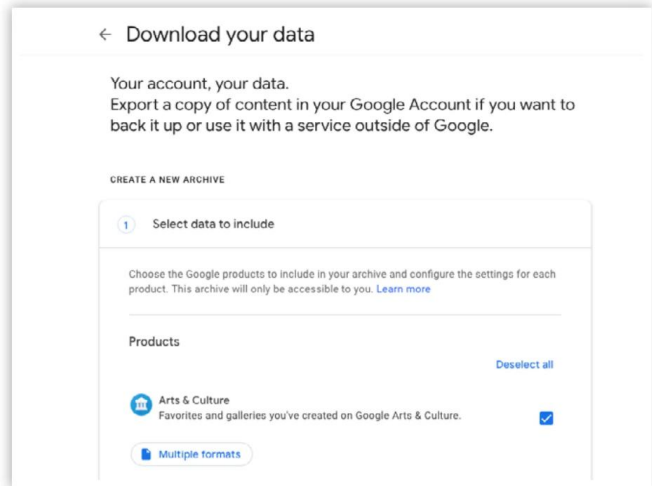 Download your data
Your account, your data.
Export a copy of content in your Google Account if you want to
back it up or use it with a service outside of Google.
CREATE A NEW ARCHIVE
1 Select data to include
Choose the Google products to include in your archive and configure the settings for each
product. This archive will only be accessible to you. Learn more
Products
Deselect all
Arts & Culture
Favorites and galleries you've created on Google Arts & Culture.
Multiple formats